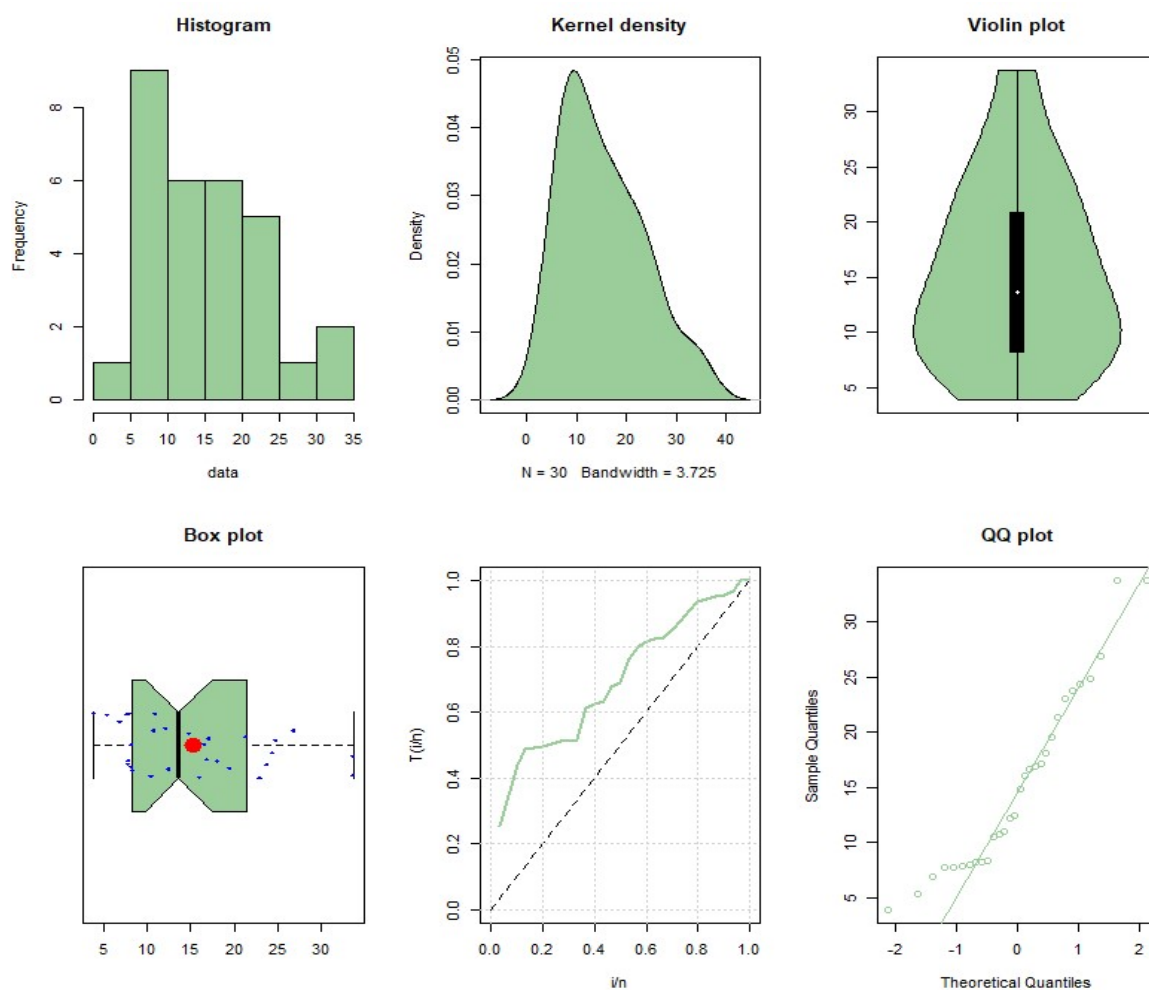 Histogram
Frequency
0 2 4 6 8
0 5 10 15 20 25 30 35
data
Kernel density
Density
0.00 0.01 0.02 0.03 0.04 0.05
0 10 20 30 40
N = 30 Bandwidth = 3.725
Violin plot
5 10 15 20 25 30
Box plot
5 10 15 20 25 30
T(i/n)
0.0 0.2 0.4 0.6 0.8 1.0
0.0 0.2 0.4 0.6 0.8 1.0
i/n
QQ plot
Sample Quantiles
5 10 15 20 25 30
-2 -1 0 1 2
Theoretical Quantiles